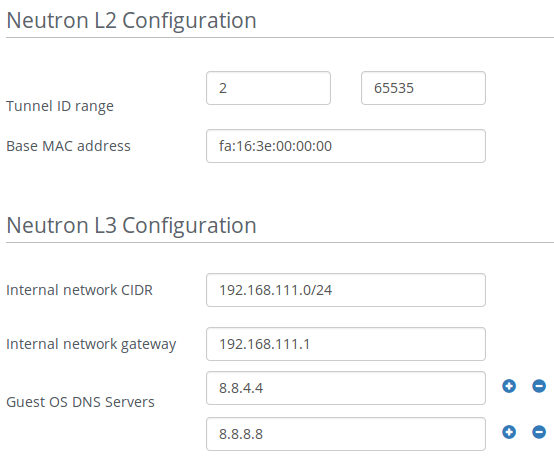 Neutron L2 Configuration
Tunnel ID range 2 65535
Base MAC address fa:16:3e:00:00:00
Neutron L3 Configuration
Internal network CIDR 192.168.111.0/24
Internal network gateway 192.168.111.1
Guest OS DNS Servers 8.8.4.4
8.8.8.8